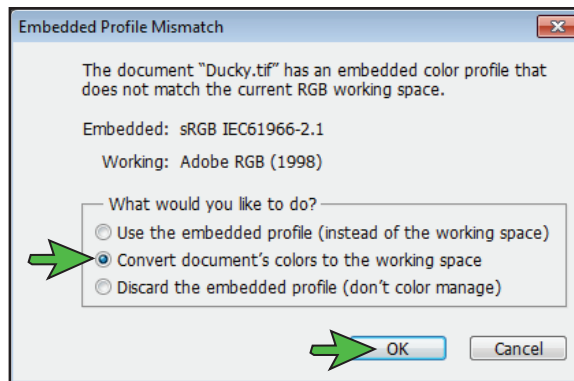 Embedded Profile Mismatch
The document “Ducky.tif” has an embedded color profile that
does not match the current RGB working space.
Embedded: sRGB IEC61966-2.1
Working: Adobe RGB (1998)
What would you like to do?
Use the embedded profile (instead of the working space)
Convert document's colors to the working space
Discard the embedded profile (don't color manage)
OK Cancel